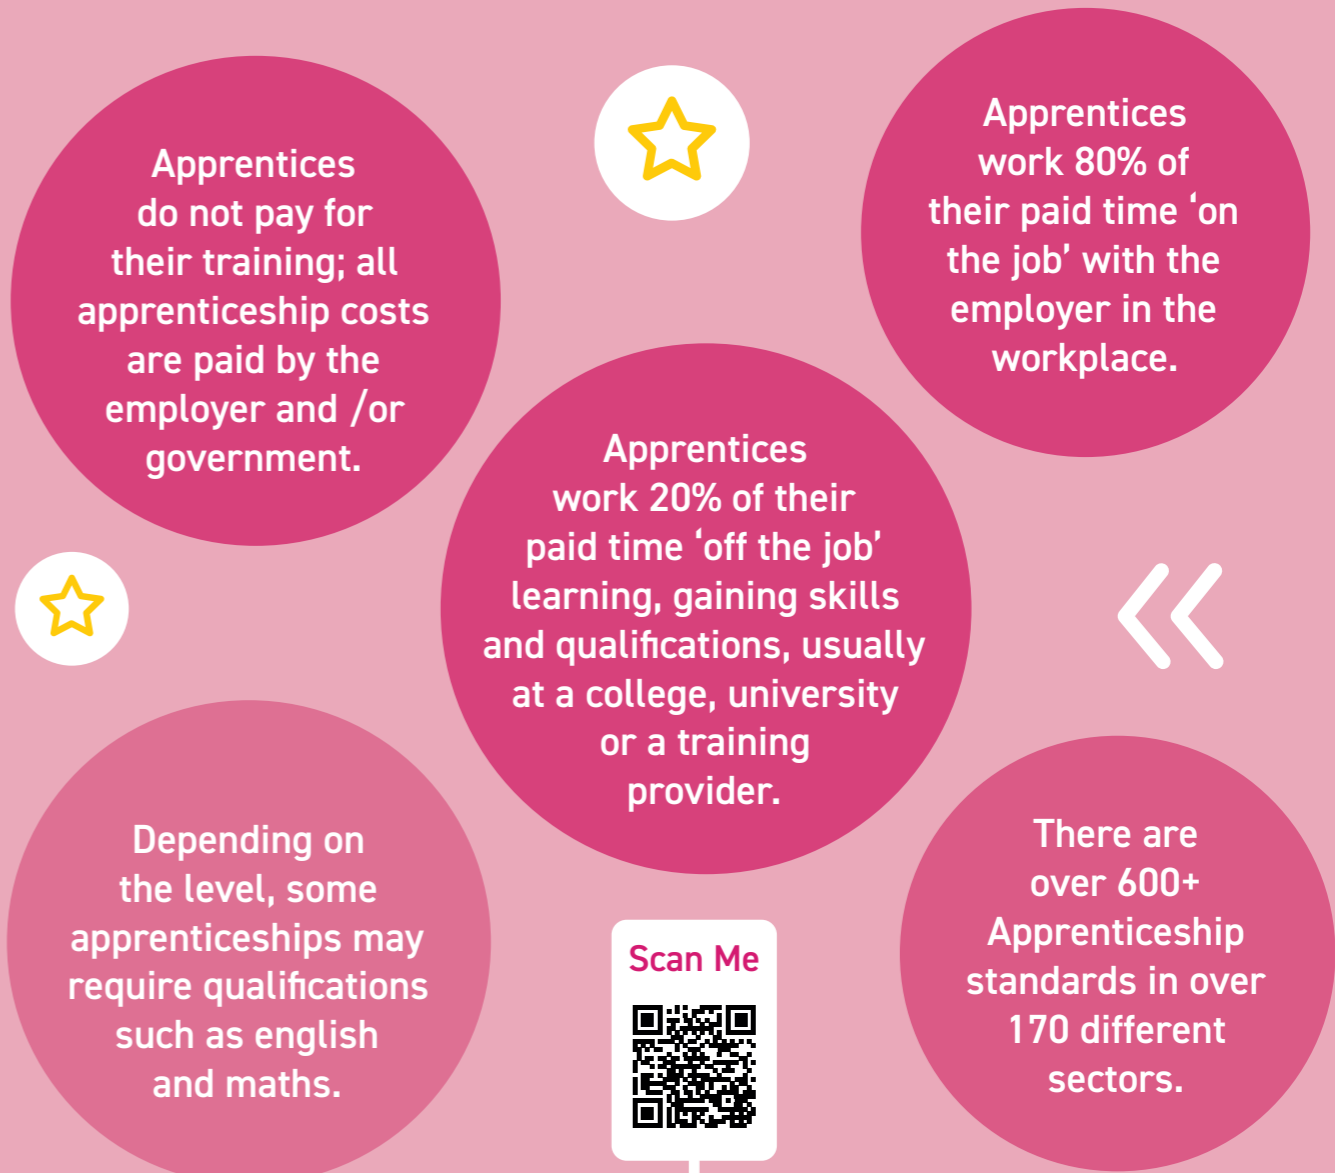 Apprentices
do not pay for
their training; all
apprenticeship costs
are paid by the
employer and /or
government.
Apprentices
work 80% of
their paid time ‘on
the job’ with the
employer in the
workplace.
Apprentices
work 20% of their
paid time ‘off the job’
learning, gaining skills
and qualifications, usually
at a college, university
or a training
provider.
Depending on
the level, some
apprenticeships may
require qualifications
such as english
and maths.
Scan Me
There are
over 600+
Apprenticeship
standards in over
170 different
sectors.